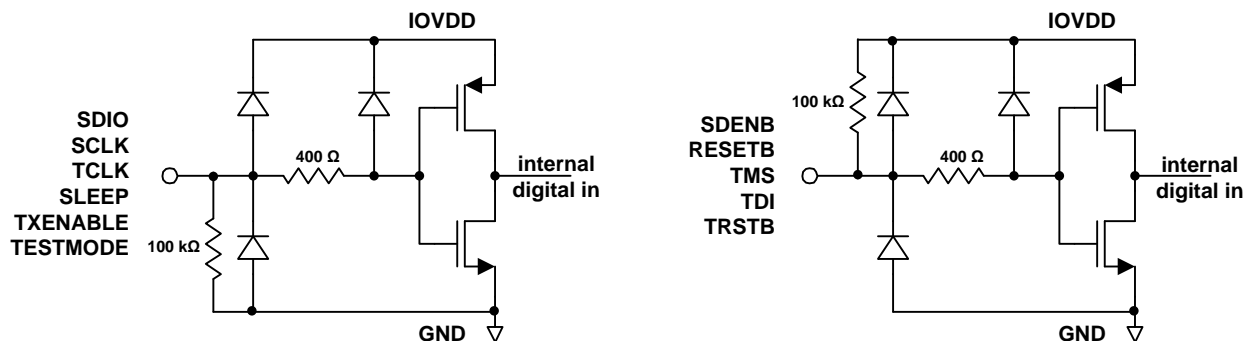 IOVDD
SDIO
SCLK
TCLK
SLEEP
TXENABLE
TESTMODE
400 Ω
100 kΩ
internal
digital in
GND
IOVDD
100 kΩ
SDENB
RESETB
TMS
TDI
TRSTB
400 Ω
internal
digital in
GND